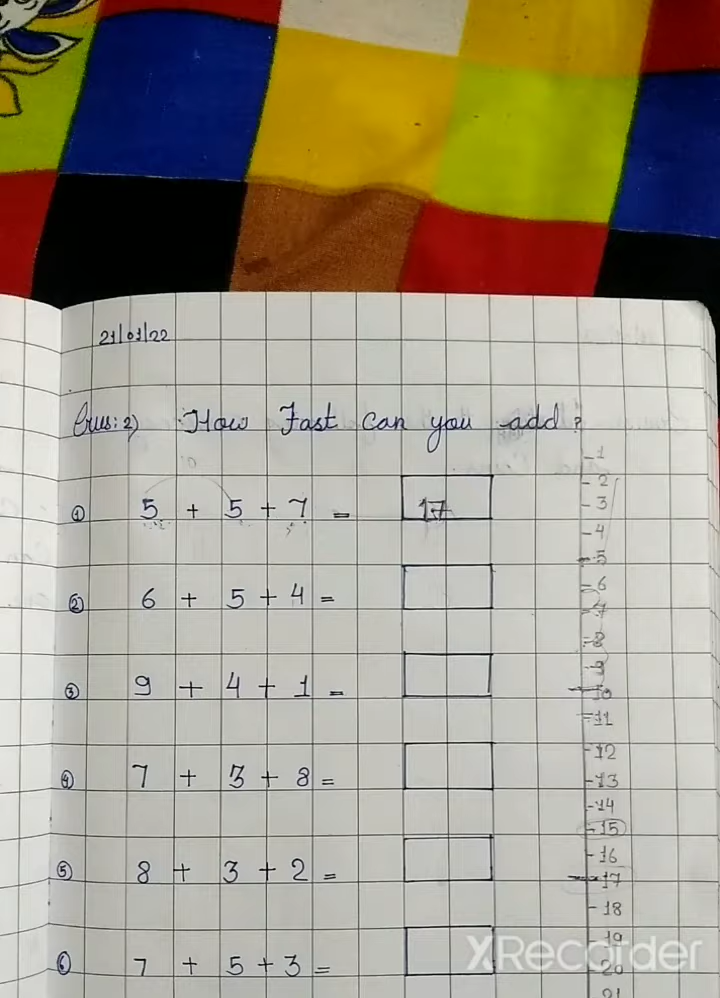 21/01/22
Ques: 2) How Fast can you add?
10
① 5 + 5 + 7 = 17
② 6 + 5 + 4 =
③ 9 + 4 + 1 =
④ 7 + 3 + 8 =
⑤ 8 + 3 + 2 =
⑥ 7 + 5 + 3 =
-1
-2
-3
-4
-5
-6
-7
-8
-9
-10
-11
-12
-13
-14
-15
-16
-17
-18
-19
-20
21
XRecorder